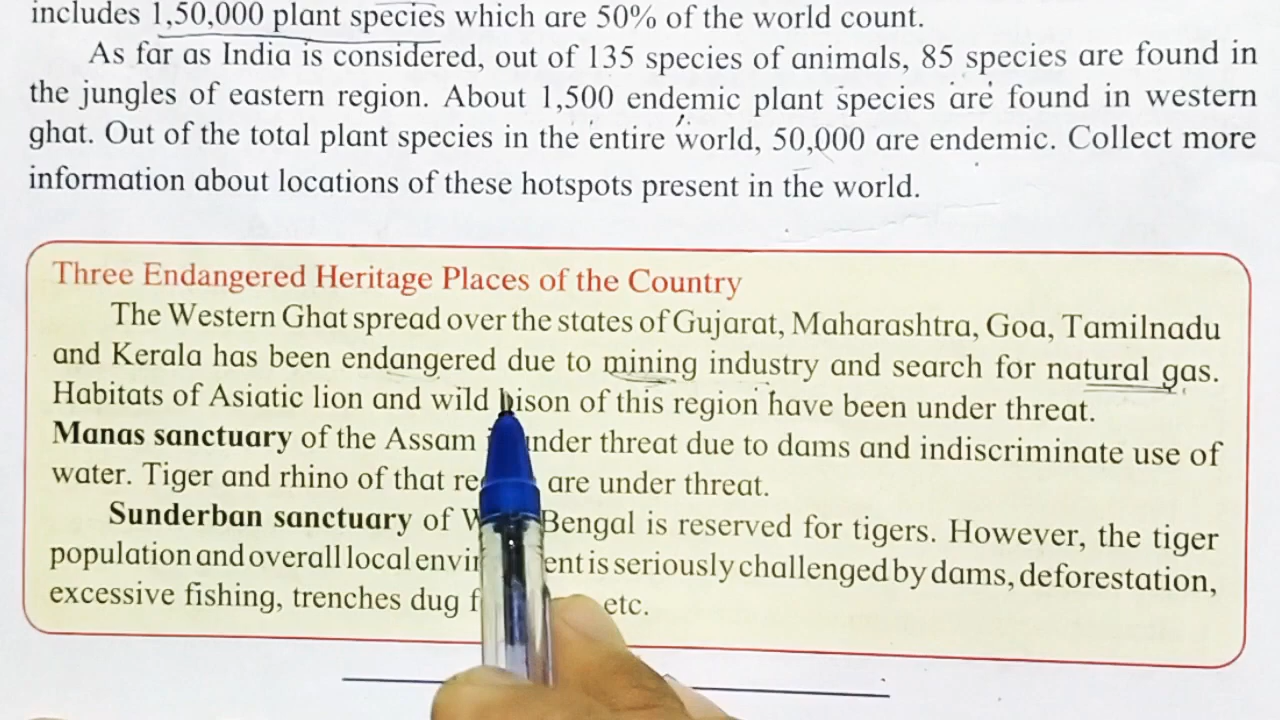 includes 1,50,000 plant species which are 50% of the world count.
As far as India is considered, out of 135 species of animals, 85 species are found in
the jungles of eastern region. About 1,500 endemic plant species are found in western
ghat. Out of the total plant species in the entire world, 50,000 are endemic. Collect more
information about locations of these hotspots present in the world.
Three Endangered Heritage Places of the Country
The Western Ghat spread over the states of Gujarat, Maharashtra, Goa, Tamilnadu
and Kerala has been endangered due to mining industry and search for natural gas.
Habitats of Asiatic lion and wild bison of this region have been under threat.
Manas sanctuary of the Assam under threat due to dams and indiscriminate use of
water. Tiger and rhino of that are under threat.
Sunderban sanctuary of Bengal is reserved for tigers. However, the tiger
population and overall local is seriously challenged by dams, deforestation,
excessive fishing, trenches dug etc.